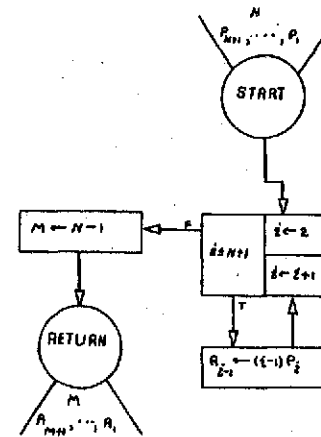 N
P_{N+1}, ..., P_1
START
i ← 2
M ← N-1
F
i ≤ N+1
i ← i+1
T
A_{i-1} ← (i-1) P_i
RETURN
M
A_{M+1}, ..., A_1